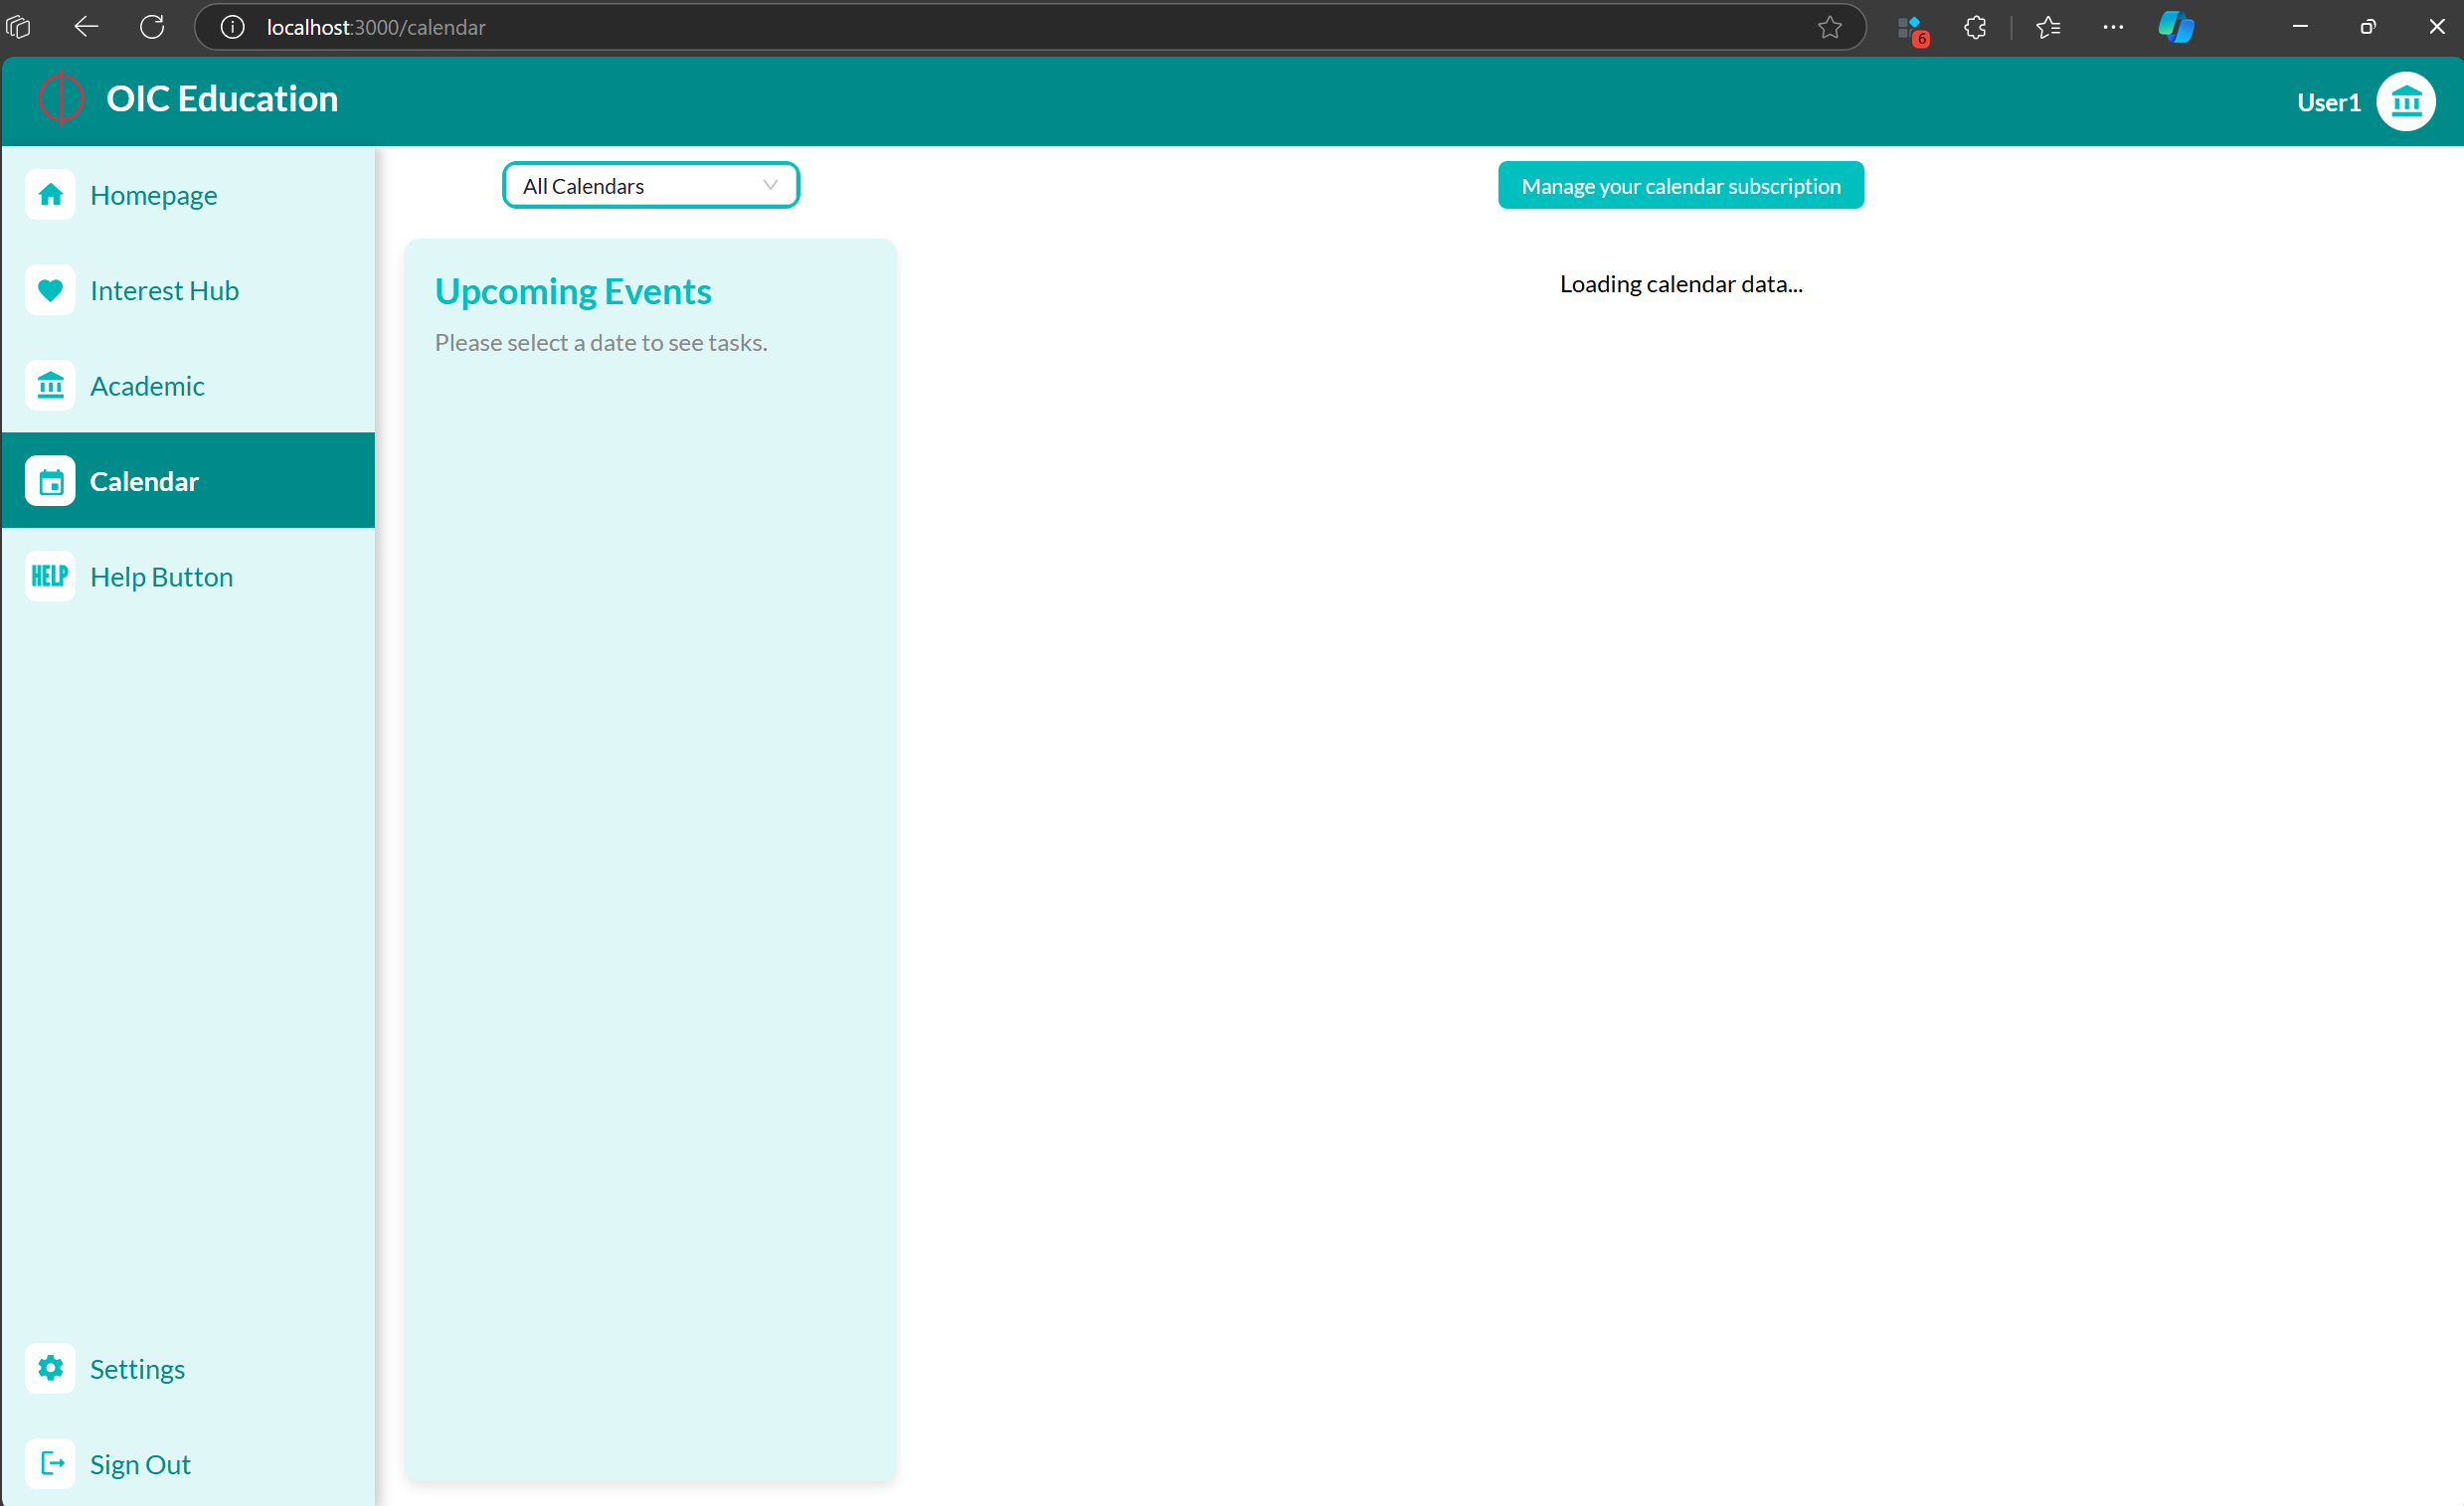 localhost:3000/calendar
6
OIC Education
User1
Homepage
Interest Hub
Academic
Calendar
HELP Help Button
Settings
Sign Out
All Calendars
Manage your calendar subscription
Upcoming Events
Please select a date to see tasks.
Loading calendar data...